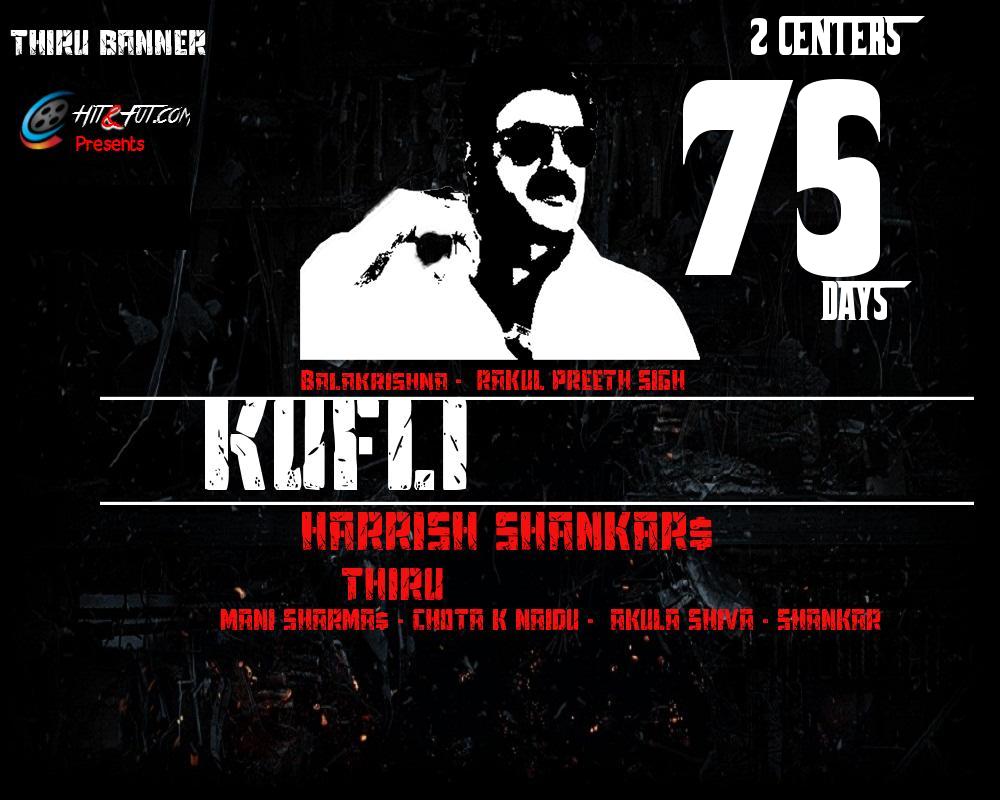 THIRU BANNER
2 CENTERS
HIT&FUT.COM
Presents
75
DAYS
BALAKRISHNA - RAKUL PREETH SIGH
KUFLI
HARRISH SHANKAR$
THIRU
MANI SHARMA$ - CHOTA K NAIDU - AKULA SHIVA - SHANKAR